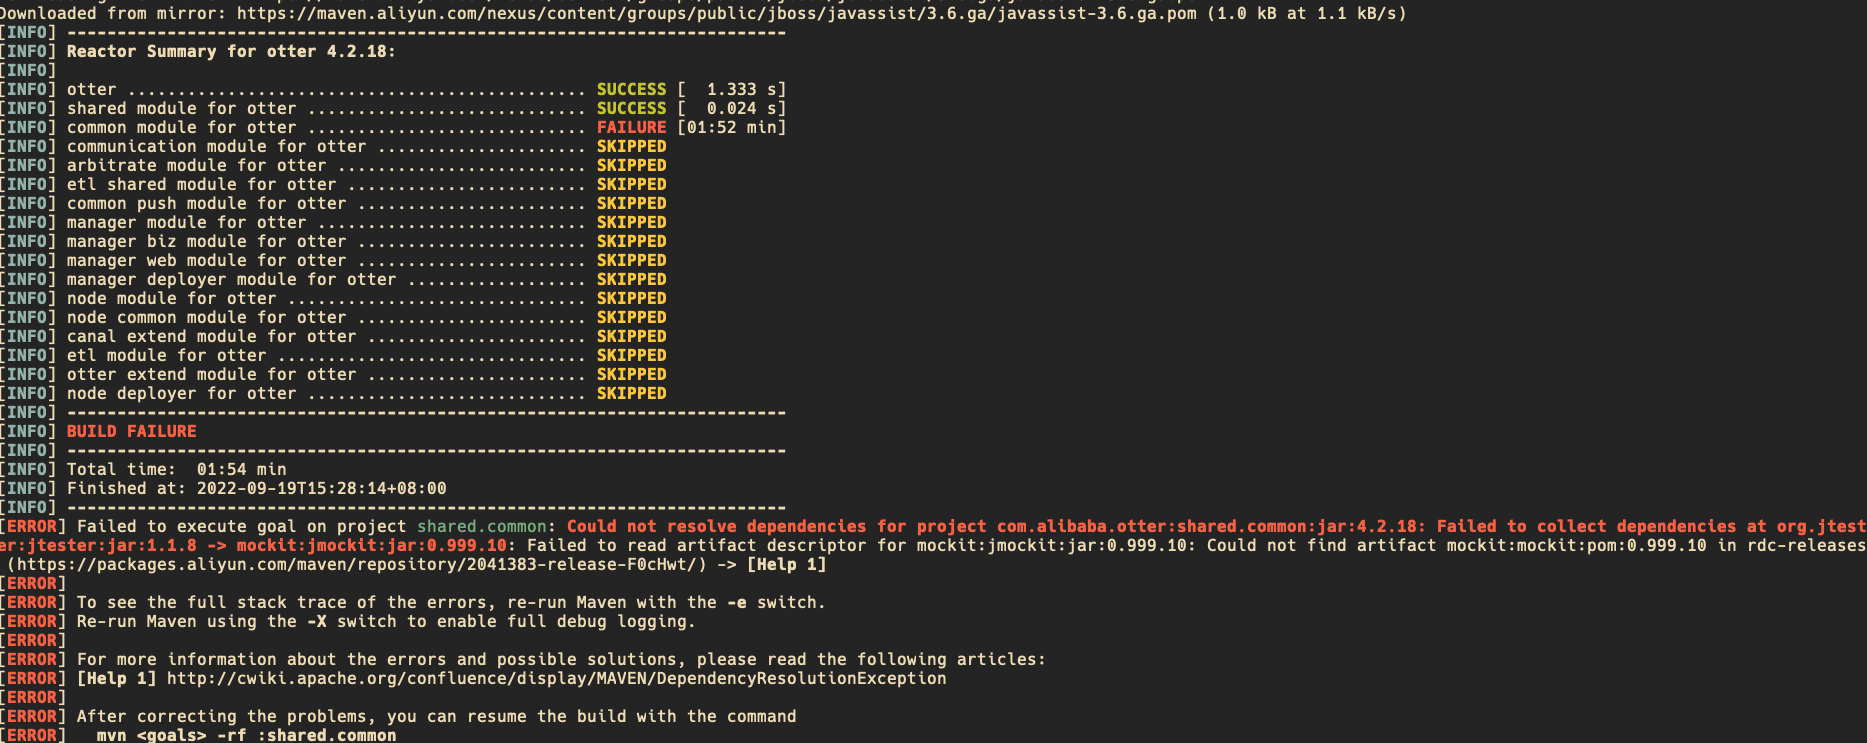 Downloaded from mirror: https://maven.aliyun.com/nexus/content/groups/public/jboss/javassist/3.6.ga/javassist-3.6.ga.pom (1.0 kB at 1.1 kB/s)
[INFO] ------------------------------------------------------------------------
[INFO] Reactor Summary for otter 4.2.18:
[INFO]
[INFO] otter .............................................. SUCCESS [  1.333 s]
[INFO] shared module for otter ............................ SUCCESS [  0.024 s]
[INFO] common module for otter ............................ FAILURE [01:52 min]
[INFO] communication module for otter ..................... SKIPPED
[INFO] arbitrate module for otter ......................... SKIPPED
[INFO] etl shared module for otter ........................ SKIPPED
[INFO] common push module for otter ....................... SKIPPED
[INFO] manager module for otter ........................... SKIPPED
[INFO] manager biz module for otter ....................... SKIPPED
[INFO] manager web module for otter ....................... SKIPPED
[INFO] manager deployer module for otter .................. SKIPPED
[INFO] node module for otter .............................. SKIPPED
[INFO] node common module for otter ....................... SKIPPED
[INFO] canal extend module for otter ...................... SKIPPED
[INFO] etl module for otter ............................... SKIPPED
[INFO] otter extend module for otter ...................... SKIPPED
[INFO] node deployer for otter ............................ SKIPPED
[INFO] ------------------------------------------------------------------------
[INFO] BUILD FAILURE
[INFO] ------------------------------------------------------------------------
[INFO] Total time:  01:54 min
[INFO] Finished at: 2022-09-19T15:28:14+08:00
[INFO] ------------------------------------------------------------------------
[ERROR] Failed to execute goal on project shared.common: Could not resolve dependencies for project com.alibaba.otter:shared.common:jar:4.2.18: Failed to collect dependencies at org.jtest
er:jtester:jar:1.1.8 -> mockit:jmockit:jar:0.999.10: Failed to read artifact descriptor for mockit:jmockit:jar:0.999.10: Could not find artifact mockit:mockit:pom:0.999.10 in rdc-releases
(https://packages.aliyun.com/maven/repository/2041383-release-F0cHwt/) -> [Help 1]
[ERROR]
[ERROR] To see the full stack trace of the errors, re-run Maven with the -e switch.
[ERROR] Re-run Maven using the -X switch to enable full debug logging.
[ERROR]
[ERROR] For more information about the errors and possible solutions, please read the following articles:
[ERROR] [Help 1] http://cwiki.apache.org/confluence/display/MAVEN/DependencyResolutionException
[ERROR]
[ERROR] After correcting the problems, you can resume the build with the command
[ERROR]   mvn <goals> -rf :shared.common